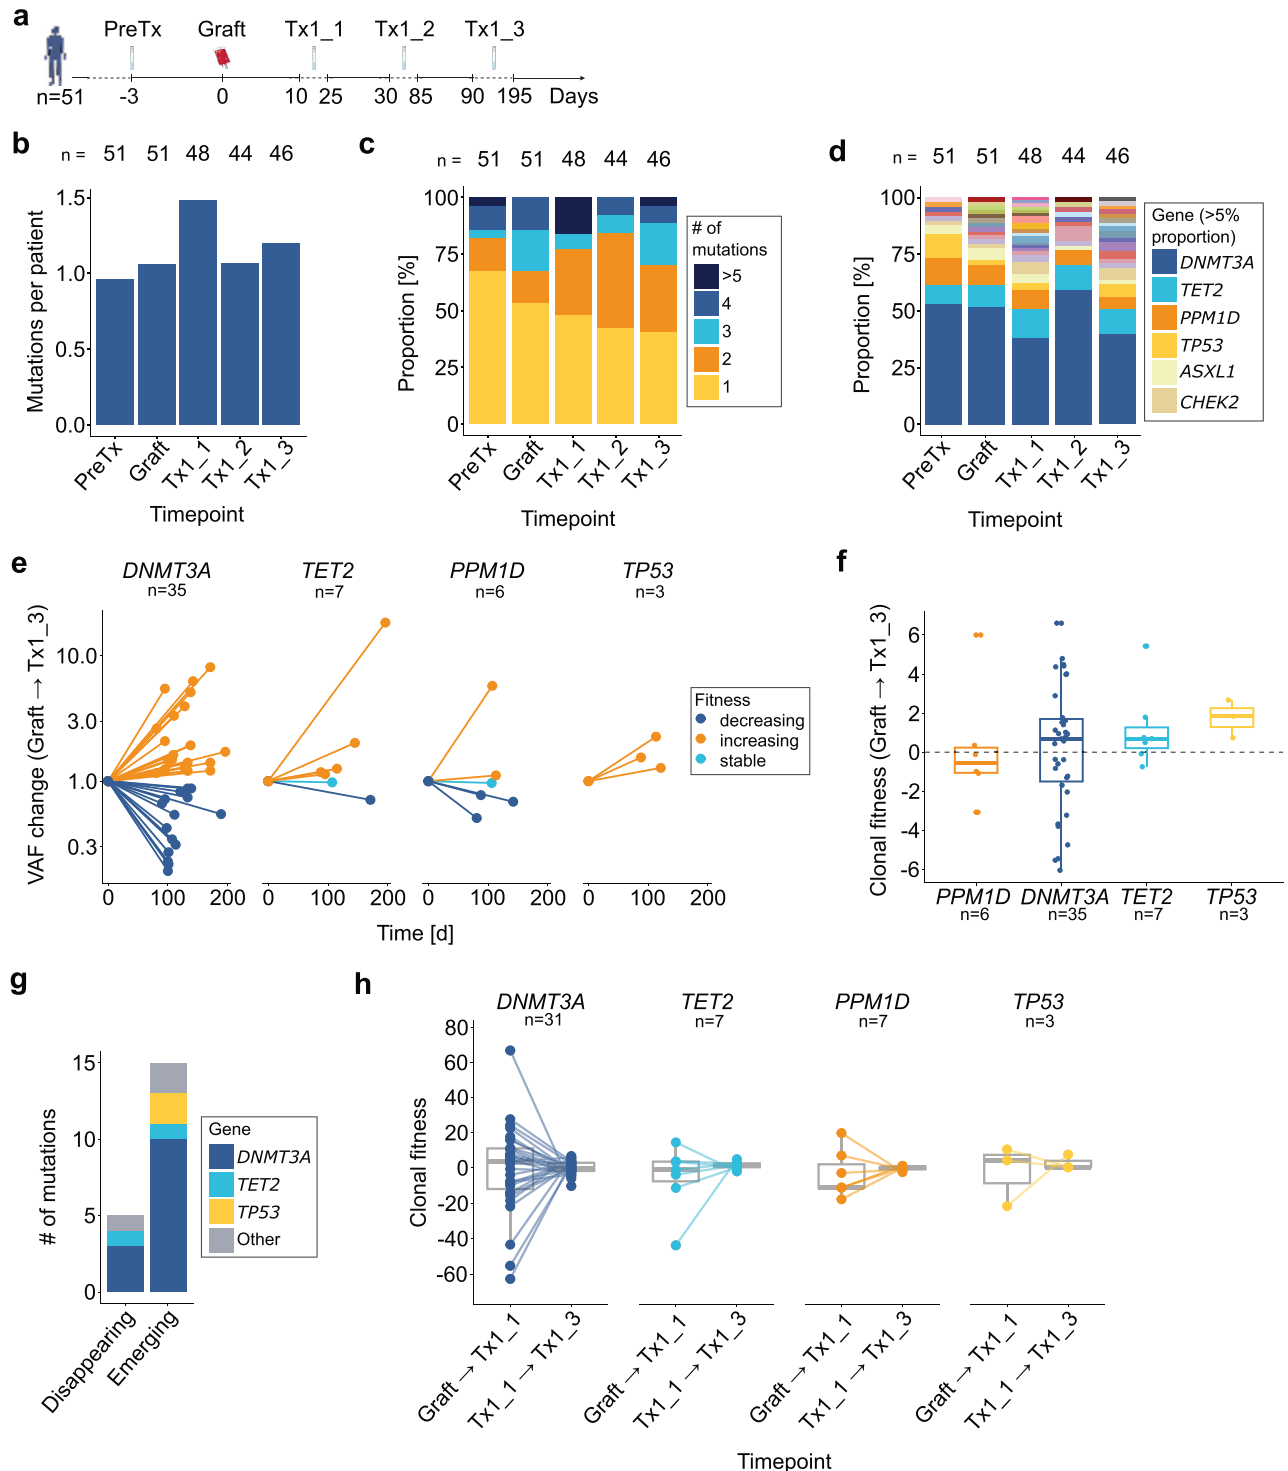 a
PreTx Graft Tx1_1 Tx1_2 Tx1_3
n=51 -3 0 10 25 30 85 90 195 Days
b
n = 51 51 48 44 46
Mutations per patient
1.5
1.0
0.5
0.0
PreTx Graft Tx1_1 Tx1_2 Tx1_3
Timepoint
c
n = 51 51 48 44 46
Proportion [%]
100
75
50
25
0
PreTx Graft Tx1_1 Tx1_2 Tx1_3
Timepoint
# of
mutations
>5
4
3
2
1
d
n = 51 51 48 44 46
Proportion [%]
100
75
50
25
0
PreTx Graft Tx1_1 Tx1_2 Tx1_3
Timepoint
Gene (>5%
proportion)
DNMT3A
TET2
PPM1D
TP53
ASXL1
CHEK2
e
DNMT3A TET2 PPM1D TP53
n=35 n=7 n=6 n=3
VAF change (Graft → Tx1_3)
10.0
3.0
1.0
0.3
0 100 200 0 100 200 0 100 200 0 100 200
Time [d]
Fitness
decreasing
increasing
stable
f
Clonal fitness (Graft → Tx1_3)
6
4
2
0
-2
-4
-6
PPM1D DNMT3A TET2 TP53
n=6 n=35 n=7 n=3
g
# of mutations
15
10
5
0
Disappearing Emerging
Gene
DNMT3A
TET2
TP53
Other
h
DNMT3A TET2 PPM1D TP53
n=31 n=7 n=7 n=3
Clonal fitness
80
60
40
20
0
-20
-40
-60
Graft → Tx1_1 Tx1_1 → Tx1_3 Graft → Tx1_1 Tx1_1 → Tx1_3 Graft → Tx1_1 Tx1_1 → Tx1_3 Graft → Tx1_1 Tx1_1 → Tx1_3
Timepoint